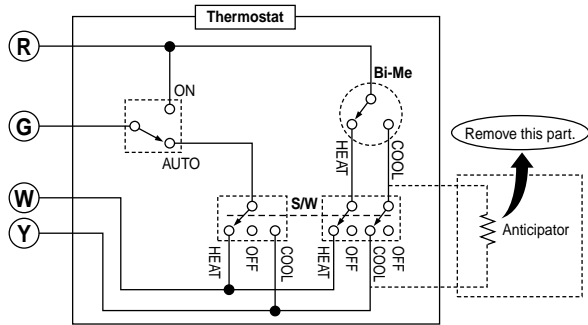 Thermostat
R
Bi-Me
ON
G
Remove this part.
AUTO
HEAT
COOL
W
S/W
Anticipator
Y
HEAT
OFF
COOL
HEAT
OFF
COOL
OFF